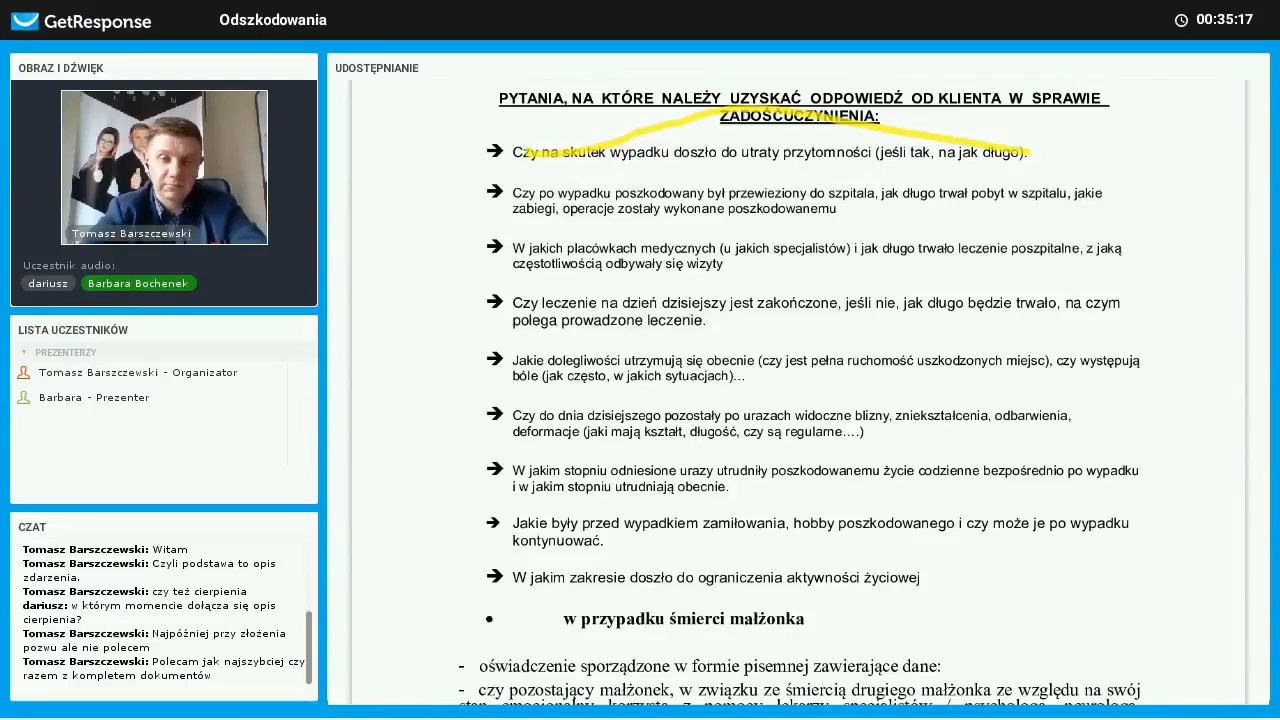 GetResponse
Odszkodowania
00:35:17
OBRAZ I DŹWIĘK
Tomasz Barszczewski
Uczestnik audio:
dariusz
Barbara Bochenek
LISTA UCZESTNIKÓW
PREZENTERZY
Tomasz Barszczewski - Organizator
Barbara - Prezenter
CZAT
Tomasz Barszczewski: Witam
Tomasz Barszczewski: Czyli podstawa to opis
zdarzenia.
Tomasz Barszczewski: czy też cierpienia
dariusz: w którym momencie dołącza się opis
cierpienia?
Tomasz Barszczewski: Najpóźniej przy złożenia
pozwu ale nie polecem
Tomasz Barszczewski: Polecam jak najszybciej czy
razem z kompletem dokumentów
UDOSTĘPNIANIE
PYTANIA, NA KTÓRE NALEŻY UZYSKAĆ ODPOWIEDŹ OD KLIENTA W SPRAWIE
ZADOŚĆUCZYNIENIA:
➔ Czy na skutek wypadku doszło do utraty przytomności (jeśli tak, na jak długo).
➔ Czy po wypadku poszkodowany był przewieziony do szpitala, jak długo trwał pobyt w szpitalu, jakie
zabiegi, operacje zostały wykonane poszkodowanemu
➔ W jakich placówkach medycznych (u jakich specjalistów) i jak długo trwało leczenie poszpitalne, z jaką
częstotliwością odbywały się wizyty
➔ Czy leczenie na dzień dzisiejszy jest zakończone, jeśli nie, jak długo będzie trwało, na czym
polega prowadzone leczenie.
➔ Jakie dolegliwości utrzymują się obecnie (czy jest pełna ruchomość uszkodzonych miejsc), czy występują
bóle (jak często, w jakich sytuacjach)...
➔ Czy do dnia dzisiejszego pozostały po urazach widoczne blizny, zniekształcenia, odbarwienia,
deformacje (jaki mają kształt, długość, czy są regularne….)
➔ W jakim stopniu odniesione urazy utrudniły poszkodowanemu życie codzienne bezpośrednio po wypadku
i w jakim stopniu utrudniają obecnie.
➔ Jakie były przed wypadkiem zamiłowania, hobby poszkodowanego i czy może je po wypadku
kontynuować.
➔ W jakim zakresie doszło do ograniczenia aktywności życiowej
• w przypadku śmierci małżonka
- oświadczenie sporządzone w formie pisemnej zawierające dane:
- czy pozostający małżonek, w związku ze śmiercią drugiego małżonka ze względu na swój
stan emocjonalny korzysta z pomocy lekarzy specjalistów ( psychologa, neurologa,